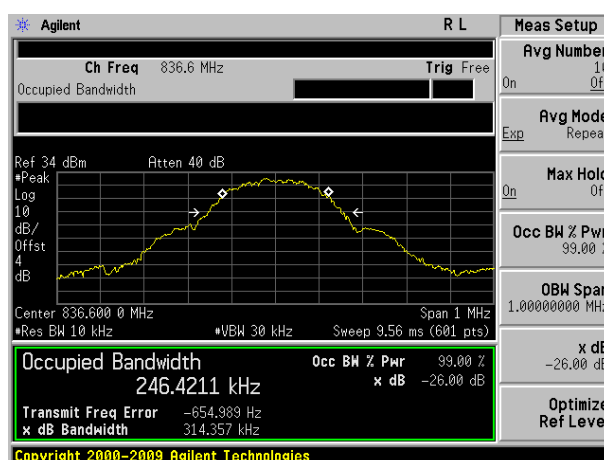 Agilent R L Meas Setup
Ch Freq 836.6 MHz Trig Free
Occupied Bandwidth
Avg Number
10
On Off
Avg Mode
Exp Repeat
Max Hold
On Off
Occ BW % Pwr
99.00 %
OBW Span
1.00000000 MHz
x dB
-26.00 dB
Optimize
Ref Level
Ref 34 dBm Atten 40 dB
#Peak
Log
10
dB/
Offst
4
dB
Center 836.600 0 MHz Span 1 MHz
#Res BW 10 kHz #VBW 30 kHz Sweep 9.56 ms (601 pts)
Occupied Bandwidth Occ BW % Pwr 99.00 %
246.4211 kHz x dB -26.00 dB
Transmit Freq Error -654.989 Hz
x dB Bandwidth 314.357 kHz
Copyright 2000-2009 Agilent Technologies